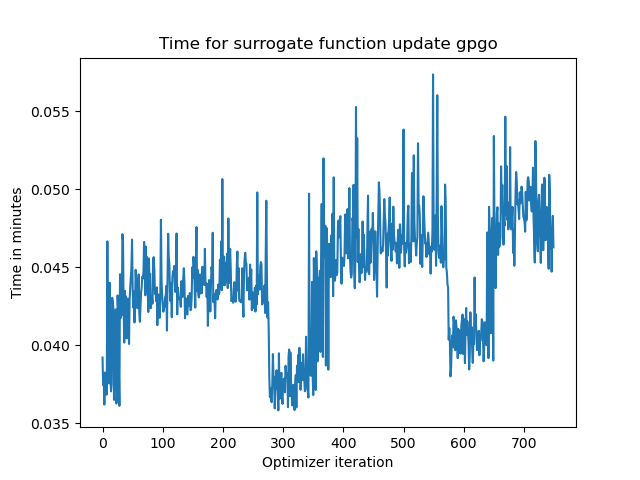 Time for surrogate function update gpgo
Time in minutes
0.055
0.050
0.045
0.040
0.035
0 100 200 300 400 500 600 700
Optimizer iteration